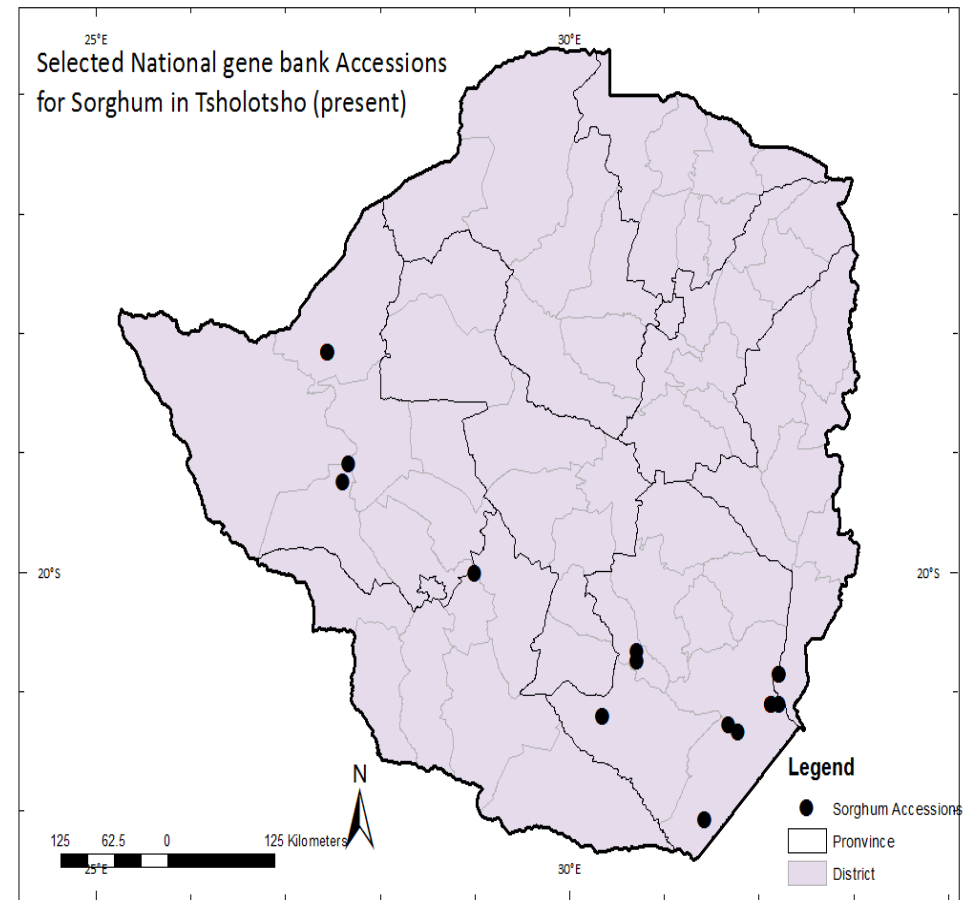 25°E 30°E
Selected National gene bank Accessions
for Sorghum in Tsholotsho (present)
20°S 20°S
Legend
N
Sorghum Accessions
125 62.5 0 125 Kilometers
Pronvince
25°E 30°E
District